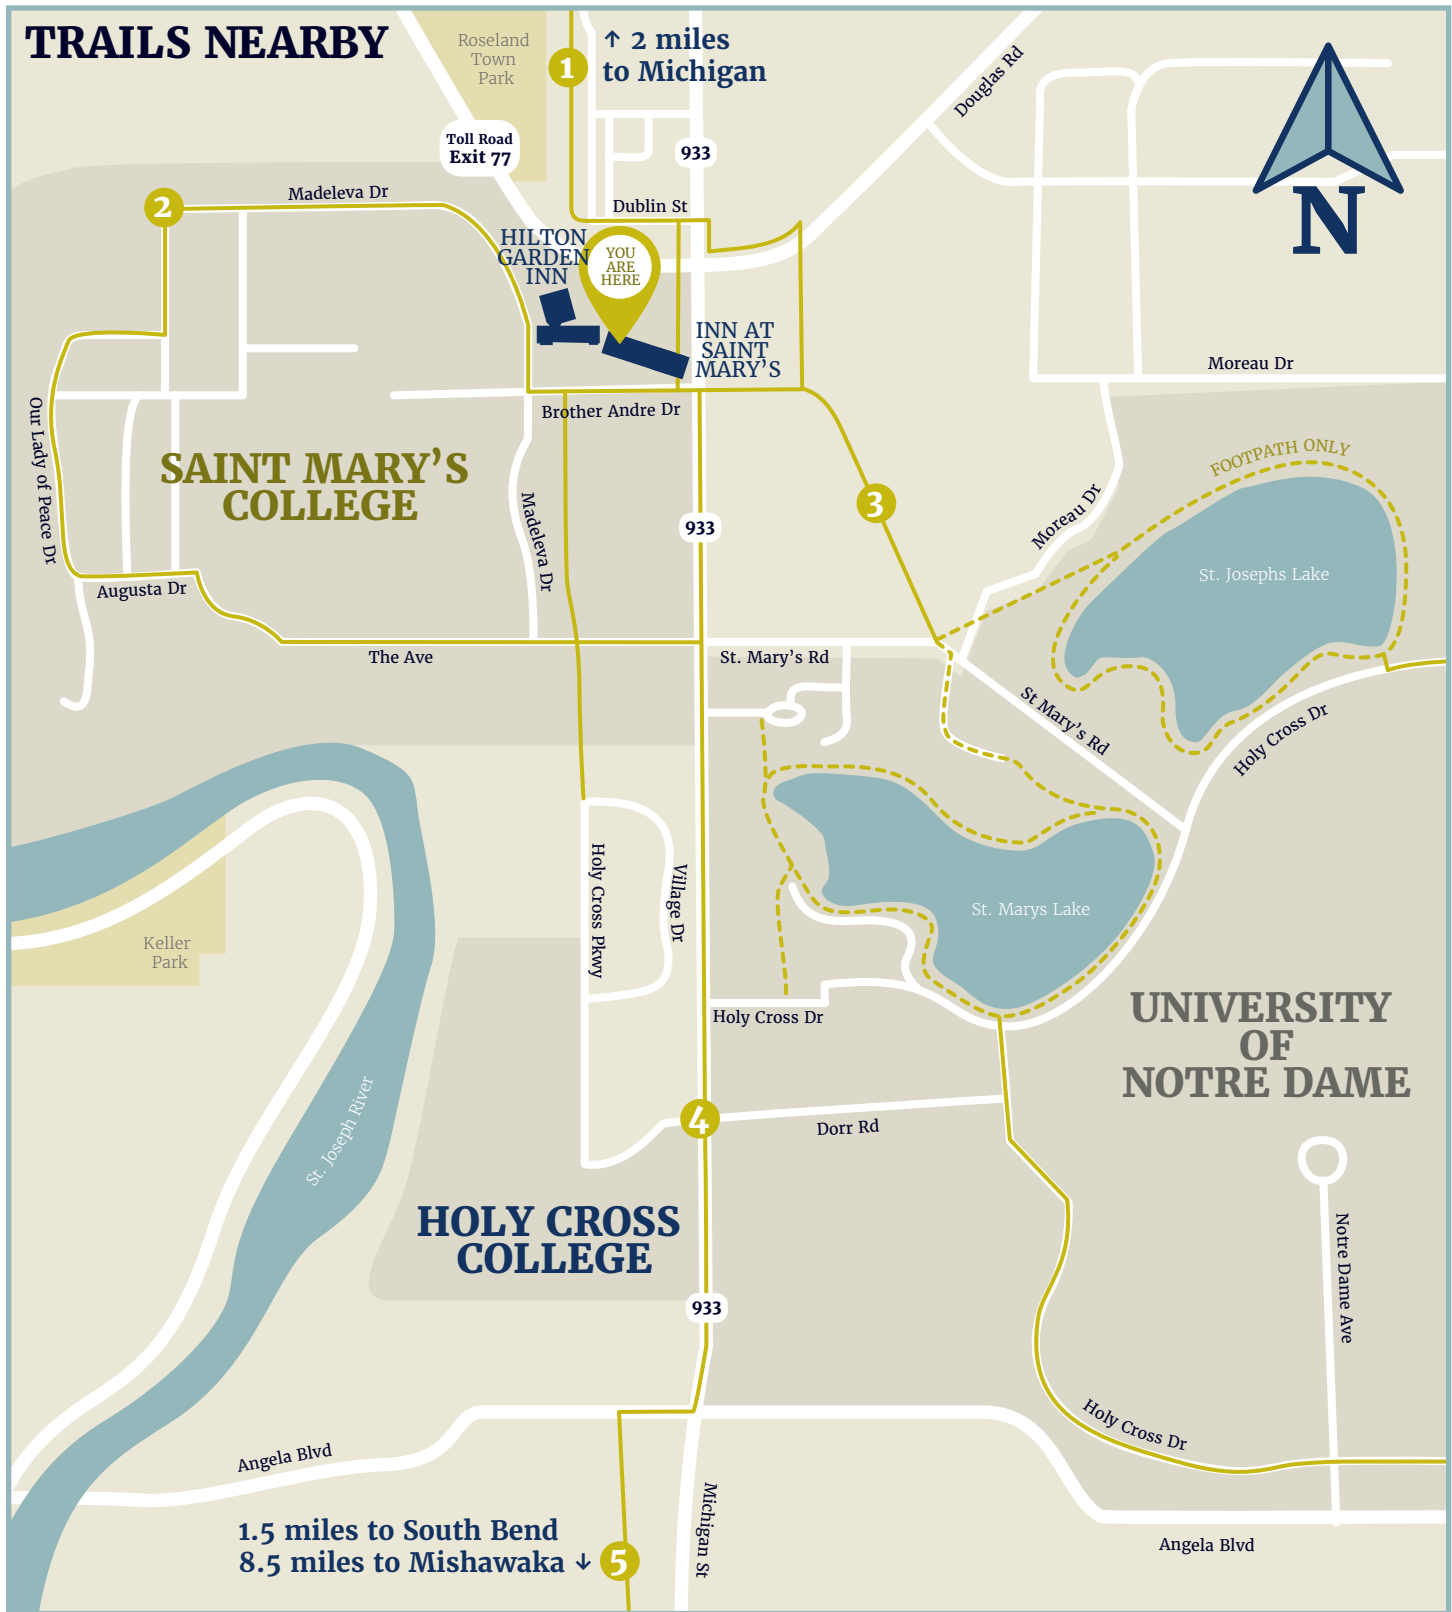 TRAILS NEARBY
Roseland
Town
Park
1
↑ 2 miles
to Michigan
Douglas Rd
Toll Road
Exit 77
933
N
2
Madeleva Dr
Dublin St
HILTON
GARDEN
INN
YOU
ARE
HERE
INN AT
SAINT
MARY'S
Moreau Dr
Brother Andre Dr
Our Lady of Peace Dr
SAINT MARY'S
COLLEGE
Madeleva Dr
933
3
Moreau Dr
FOOTPATH ONLY
St. Josephs Lake
Augusta Dr
The Ave
St. Mary's Rd
St Mary's Rd
Holy Cross Dr
Holy Cross Pkwy
Village Dr
St. Marys Lake
Keller
Park
Holy Cross Dr
UNIVERSITY
OF
NOTRE DAME
St. Joseph River
4
Dorr Rd
HOLY CROSS
COLLEGE
933
Notre Dame Ave
Holy Cross Dr
Angela Blvd
Michigan St
1.5 miles to South Bend
8.5 miles to Mishawaka ↓
5
Angela Blvd